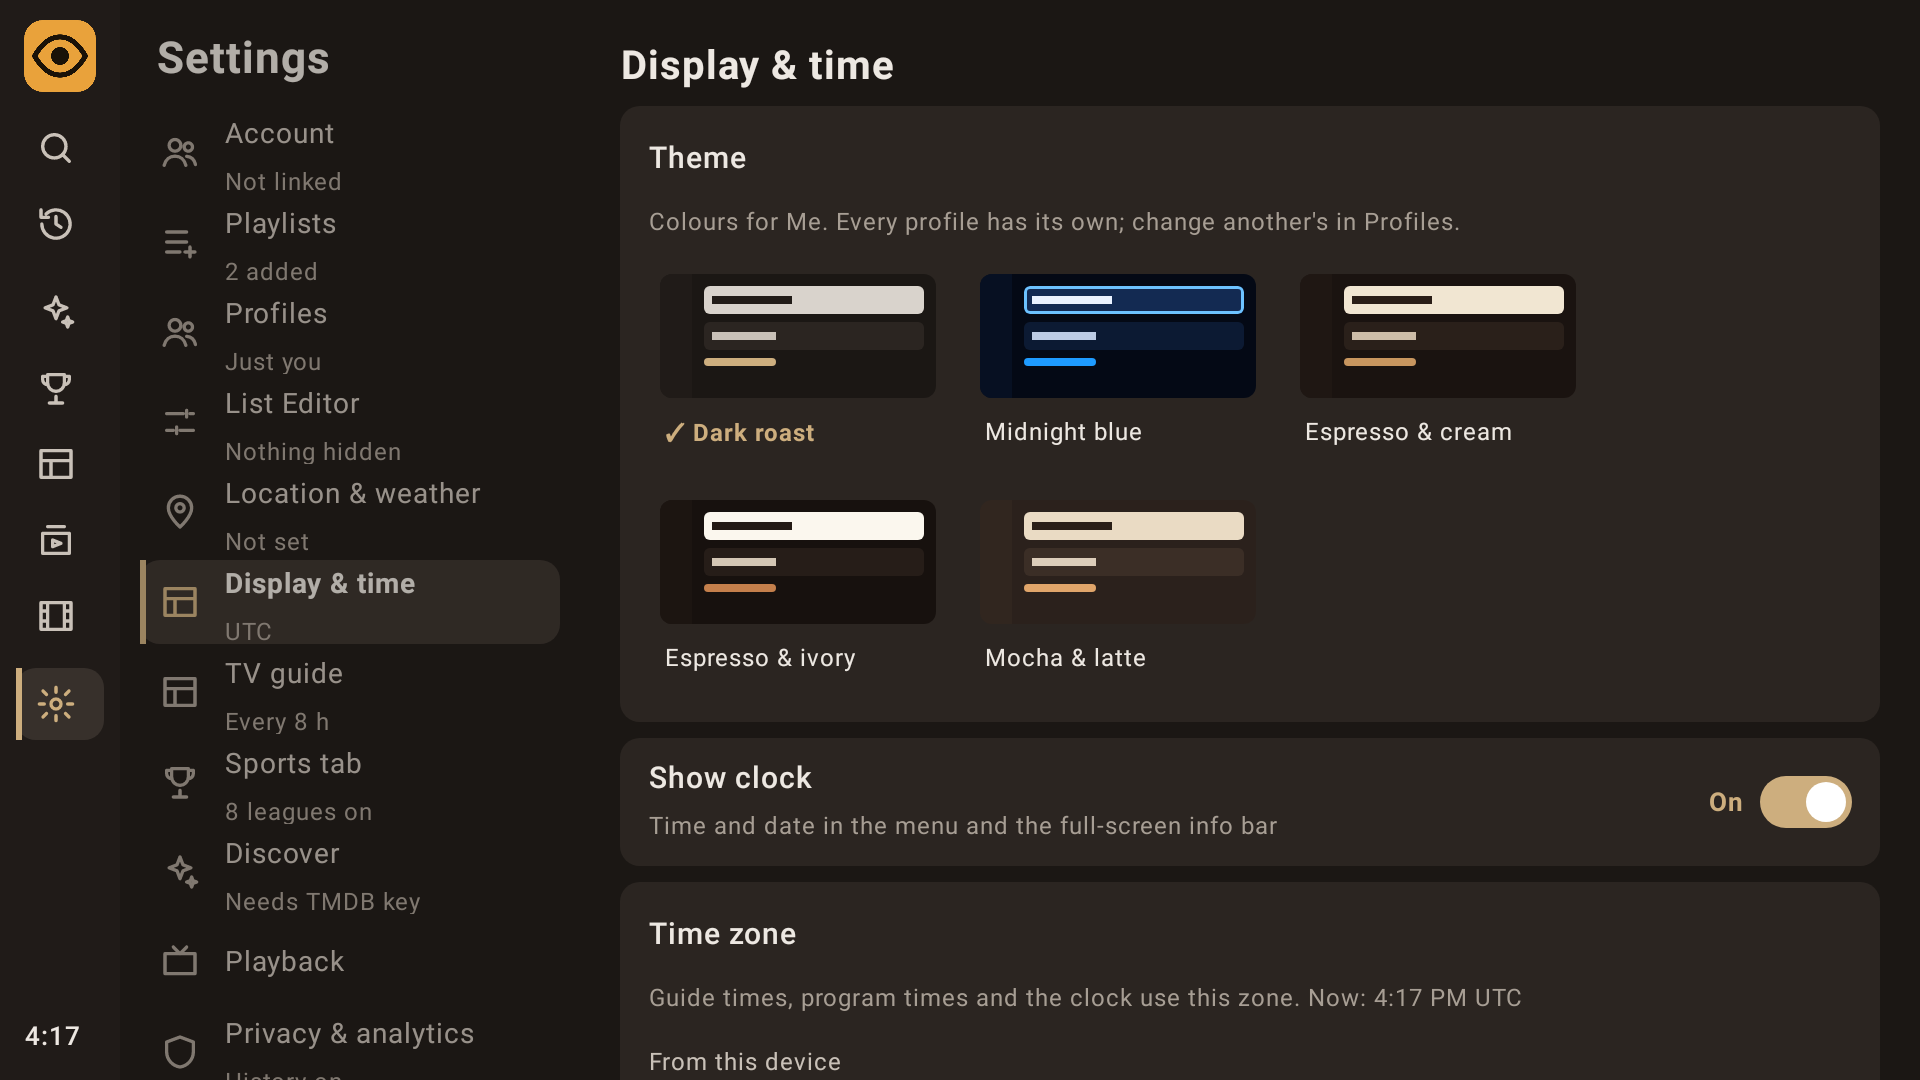 Settings
Account
Not linked
Playlists
2 added
Profiles
Just you
List Editor
Nothing hidden
Location & weather
Not set
Display & time
UTC
TV guide
Every 8 h
Sports tab
8 leagues on
Discover
Needs TMDB key
Playback
Privacy & analytics
History on
4:17
Display & time
Theme
Colours for Me. Every profile has its own; change another's in Profiles.
✓ Dark roast
Midnight blue
Espresso & cream
Espresso & ivory
Mocha & latte
Show clock
Time and date in the menu and the full-screen info bar
On
Time zone
Guide times, program times and the clock use this zone. Now: 4:17 PM UTC
From this device